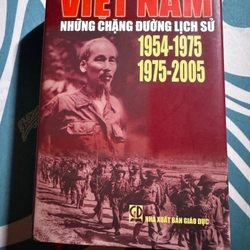 VIỆT NAM
NHỮNG CHẶNG ĐƯỜNG LỊCH SỬ
1954-1975
1975-2005
NHÀ XUẤT BẢN GIÁO DỤC